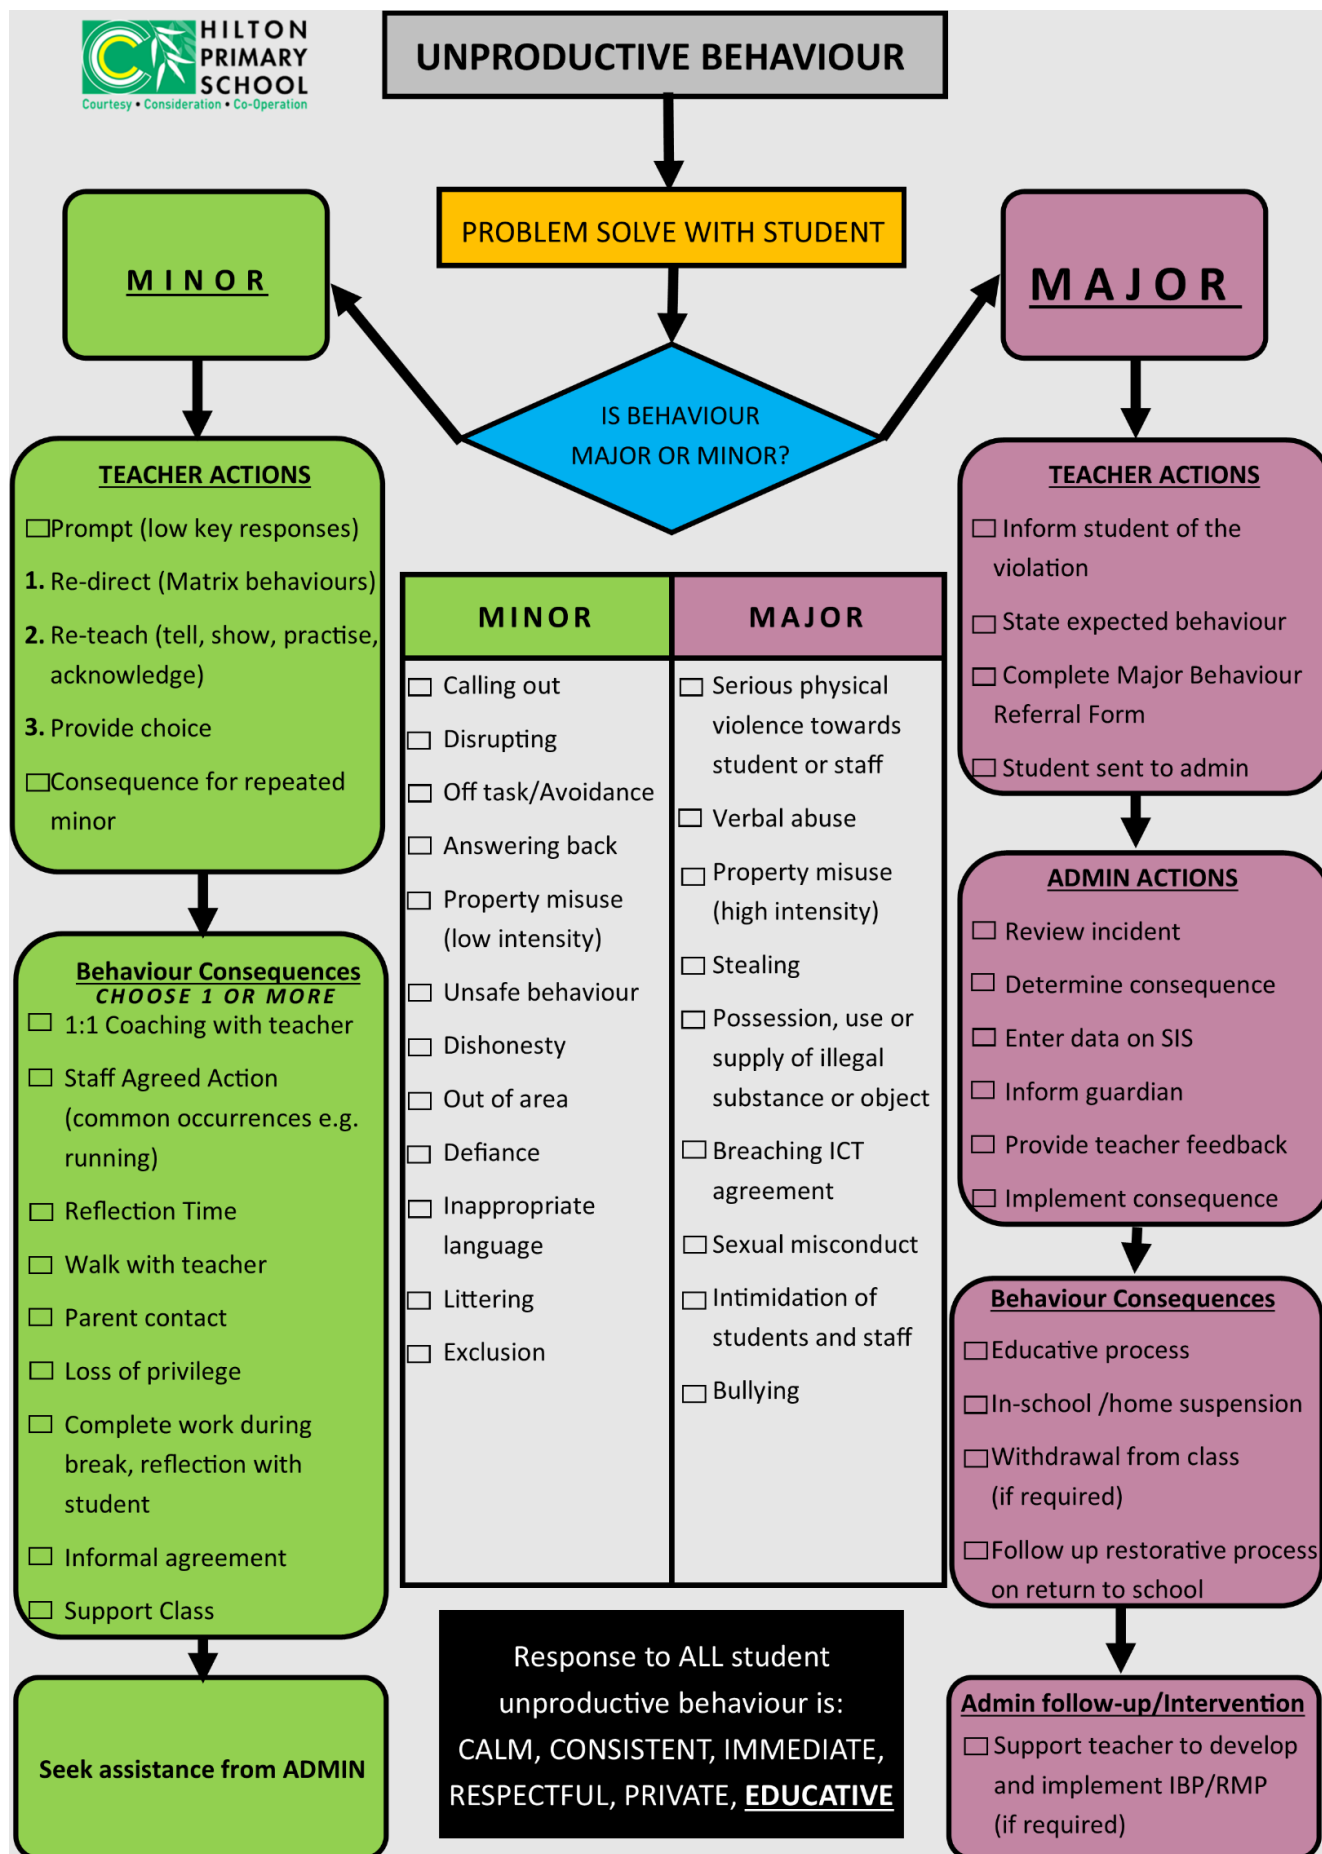 HILTON
PRIMARY
SCHOOL
Courtesy • Consideration • Co-Operation
UNPRODUCTIVE BEHAVIOUR
PROBLEM SOLVE WITH STUDENT
IS BEHAVIOUR
MAJOR OR MINOR?
MINOR
TEACHER ACTIONS
☐ Prompt (low key responses)
1. Re-direct (Matrix behaviours)
2. Re-teach (tell, show, practise,
acknowledge)
3. Provide choice
☐ Consequence for repeated
minor
Behaviour Consequences
CHOOSE 1 OR MORE
☐ 1:1 Coaching with teacher
☐ Staff Agreed Action
(common occurrences e.g.
running)
☐ Reflection Time
☐ Walk with teacher
☐ Parent contact
☐ Loss of privilege
☐ Complete work during
break, reflection with
student
☐ Informal agreement
☐ Support Class
Seek assistance from ADMIN
MINOR
☐ Calling out
☐ Disrupting
☐ Off task/Avoidance
☐ Answering back
☐ Property misuse
(low intensity)
☐ Unsafe behaviour
☐ Dishonesty
☐ Out of area
☐ Defiance
☐ Inappropriate
language
☐ Littering
☐ Exclusion
MAJOR
☐ Serious physical
violence towards
student or staff
☐ Verbal abuse
☐ Property misuse
(high intensity)
☐ Stealing
☐ Possession, use or
supply of illegal
substance or object
☐ Breaching ICT
agreement
☐ Sexual misconduct
☐ Intimidation of
students and staff
☐ Bullying
Response to ALL student
unproductive behaviour is:
CALM, CONSISTENT, IMMEDIATE,
RESPECTFUL, PRIVATE, EDUCATIVE
MAJOR
TEACHER ACTIONS
☐ Inform student of the
violation
☐ State expected behaviour
☐ Complete Major Behaviour
Referral Form
☐ Student sent to admin
ADMIN ACTIONS
☐ Review incident
☐ Determine consequence
☐ Enter data on SIS
☐ Inform guardian
☐ Provide teacher feedback
☐ Implement consequence
Behaviour Consequences
☐ Educative process
☐ In-school /home suspension
☐ Withdrawal from class
(if required)
☐ Follow up restorative process
on return to school
Admin follow-up/Intervention
☐ Support teacher to develop
and implement IBP/RMP
(if required)